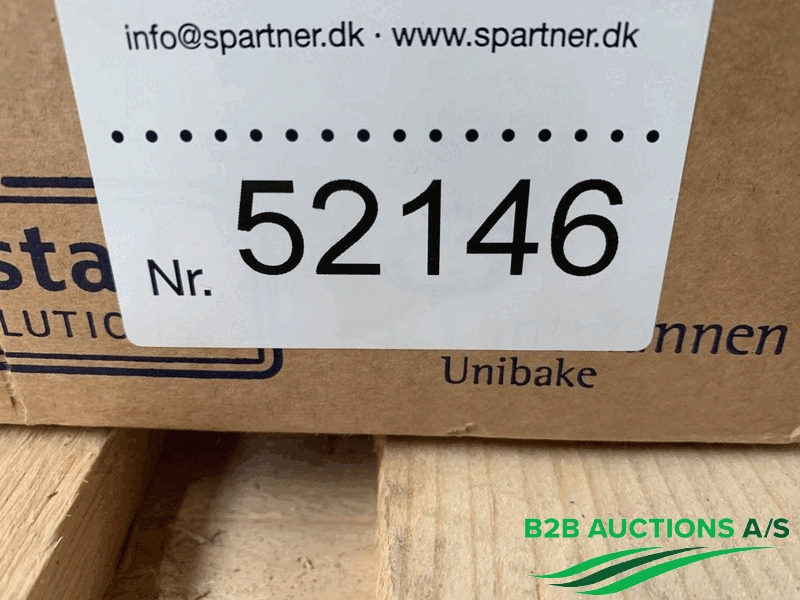 info@spartner.dk · www.spartner.dk
Nr. 52146
Unibake
B2B AUCTIONS A/S